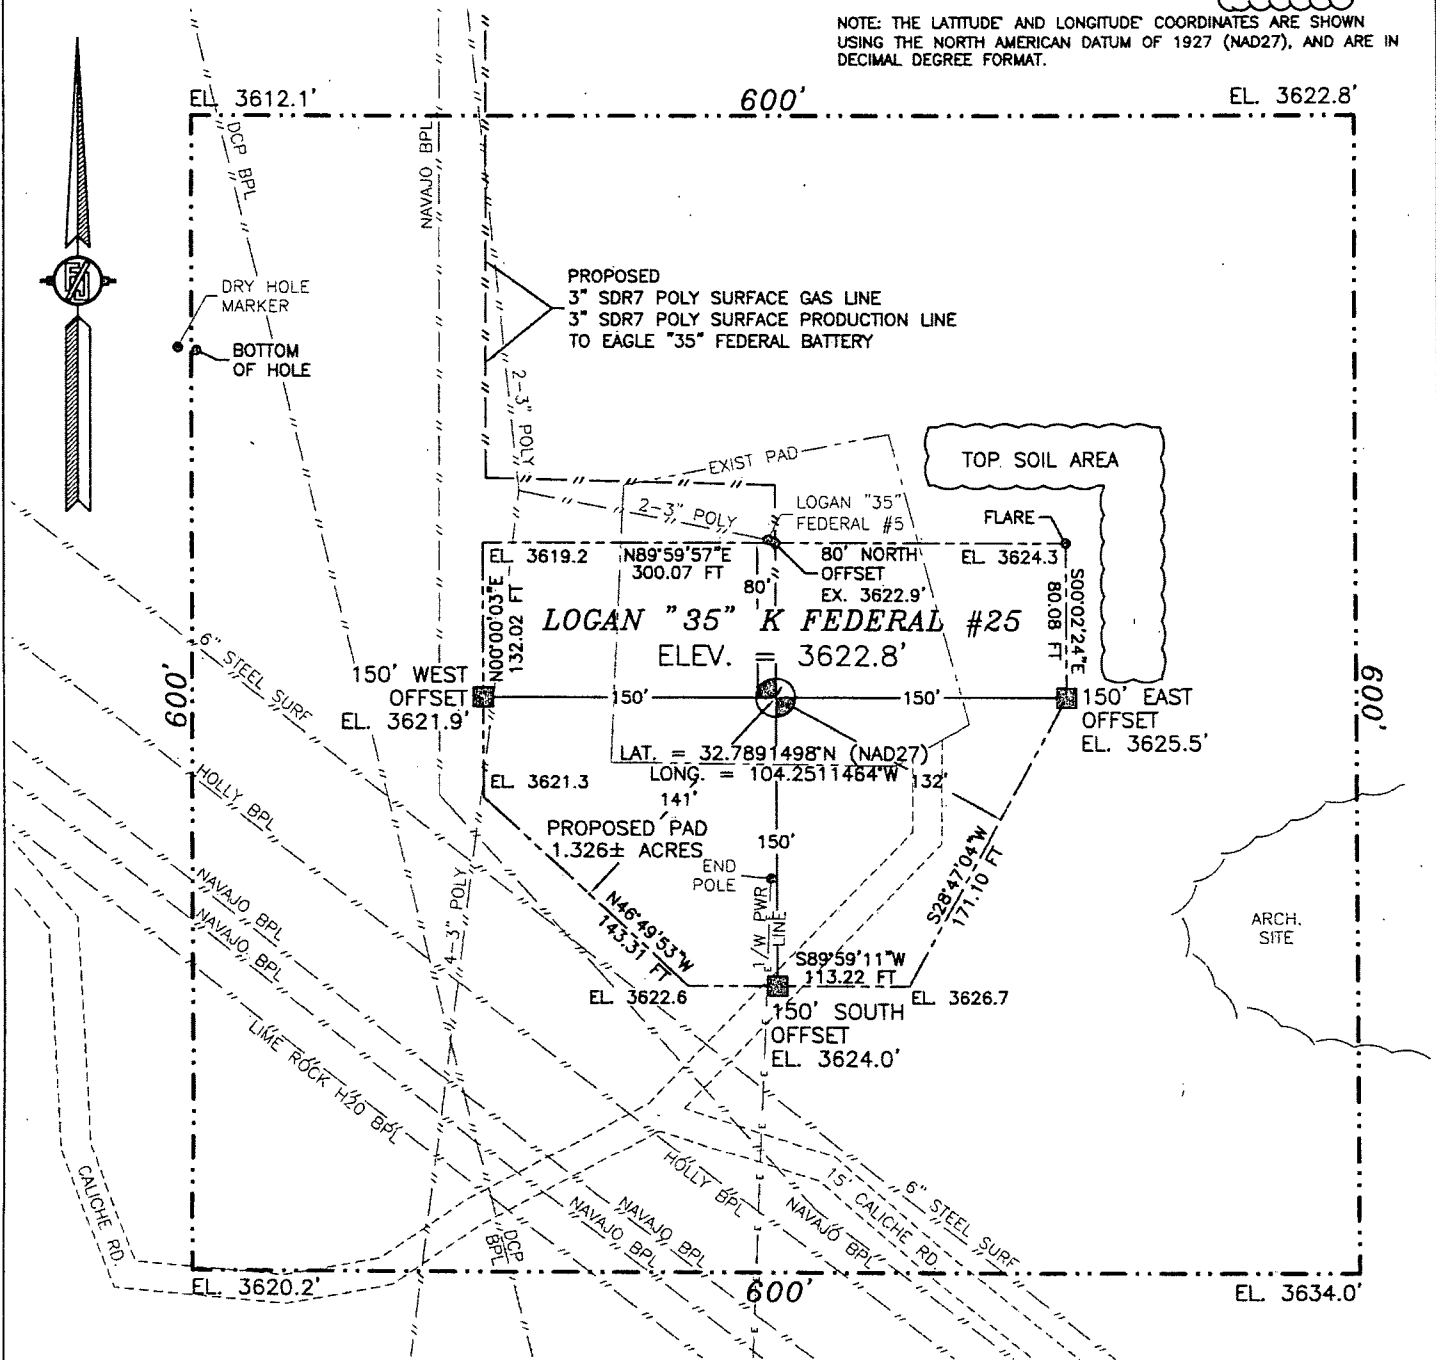 NOTE: THE LATITUDE AND LONGITUDE COORDINATES ARE SHOWN
USING THE NORTH AMERICAN DATUM OF 1927 (NAD27), AND ARE IN
DECIMAL DEGREE FORMAT.
EL. 3612.1'
600'
EL. 3622.8'
DCP BPL
NAVAJO BPL
DRY HOLE
MARKER
BOTTOM
OF HOLE
PROPOSED
3" SDR7 POLY SURFACE GAS LINE
3" SDR7 POLY SURFACE PRODUCTION LINE
TO EAGLE "35" FEDERAL BATTERY
2-3" POLY
EXIST PAD
TOP SOIL AREA
2-3" POLY
LOGAN "35"
FEDERAL #5
FLARE
EL. 3619.2
N89°59'57"E
300.07 FT
80'
80' NORTH
OFFSET
EX. 3622.9'
EL. 3624.3
N00°00'03"E
132.02 FT
S00°02'24"E
80.08 FT
LOGAN "35" K FEDERAL #25
ELEV. = 3622.8'
6" STEEL SURF
600'
150' WEST
OFFSET
EL. 3621.9'
150'
150'
150' EAST
OFFSET
EL. 3625.5'
600'
LAT. = 32.7891498°N (NAD27)
LONG. = 104.2511464°W
HOLLY BPL
EL. 3621.3
141'
132'
PROPOSED PAD
1.326± ACRES
150'
END
POLE
NAVAJO BPL
NAVAJO BPL
4-3" POLY
N46°49'53"W
143.31 FT
1/W PWR
LINE
S28°47'04"W
171.10 FT
ARCH.
SITE
S89°59'11"W
113.22 FT
EL. 3622.6
EL. 3626.7
150' SOUTH
OFFSET
EL. 3624.0'
LIME ROCK H20 BPL
CALICHE RD.
HOLLY BPL
15' CALICHE RD.
6" STEEL SURF
NAVAJO BPL
NAVAJO BPL
NAVAJO BPL
DCP
BPL
EL. 3620.2'
600'
EL. 3634.0'